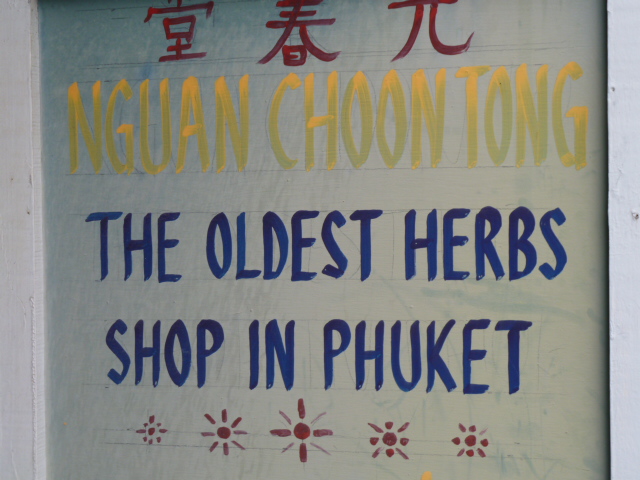 堂春元
NGUAN CHOON TONG
THE OLDEST HERBS
SHOP IN PHUKET